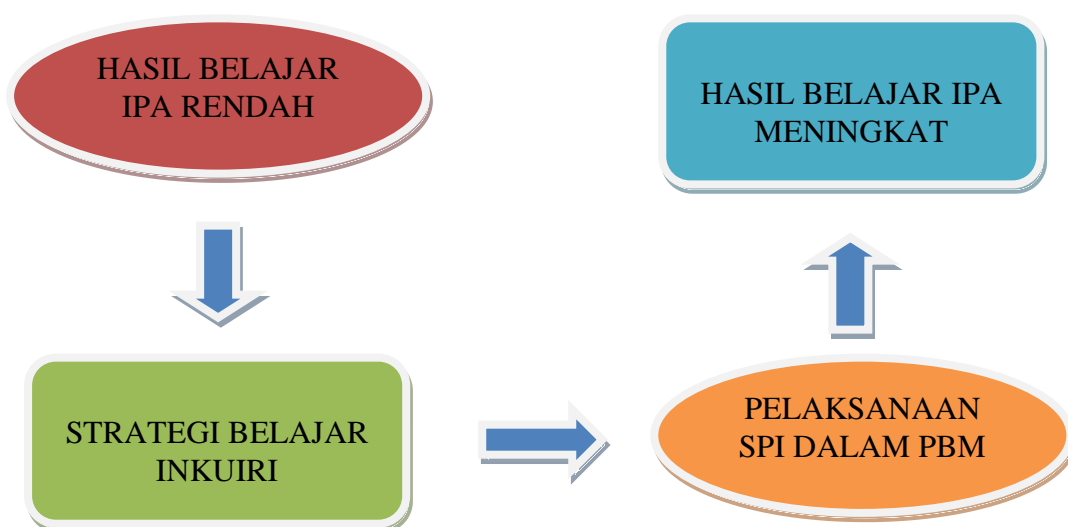 HASIL BELAJAR
IPA RENDAH
STRATEGI BELAJAR
INKUIRI
PELAKSANAAN
SPI DALAM PBM
HASIL BELAJAR IPA
MENINGKAT